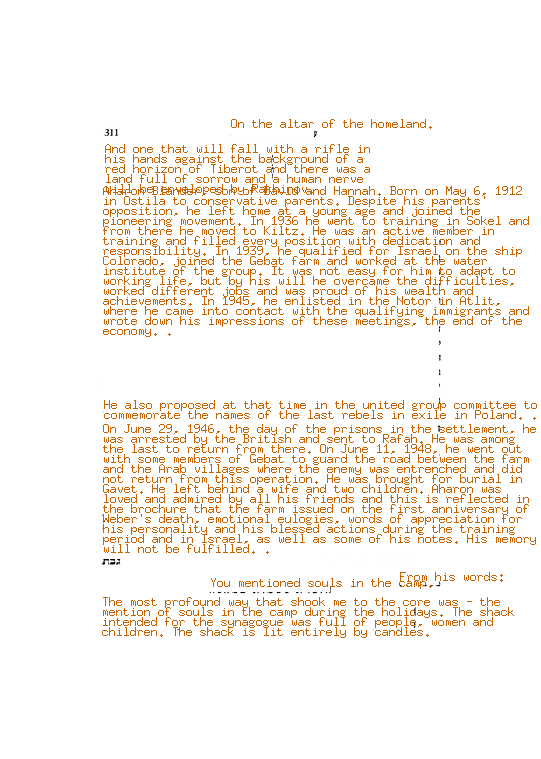 On the altar of the homeland.
311
And one that will fall with a rifle in
his hands against the background of a
red horizon of Tiberot and there was a
land full of sorrow and a human nerve
will be enveloped by Rabbinov.
Aharon Blander, son of David and Hannah. Born on May 6, 1912
in Ostila to conservative parents. Despite his parents'
opposition, he left home at a young age and joined the
pioneering movement. In 1936 he went to training in Sokel and
from there he moved to Kiltz. He was an active member in
training and filled every position with dedication and
responsibility. In 1939, he qualified for Israel on the ship
Colorado, joined the Gebat farm and worked at the water
institute of the group. It was not easy for him to adapt to
working life, but by his will he overcame the difficulties,
worked different jobs and was proud of his wealth and
achievements. In 1945, he enlisted in the Notor in Atlit,
where he came into contact with the qualifying immigrants and
wrote down his impressions of these meetings, the end of the
economy. .
He also proposed at that time in the united group committee to
commemorate the names of the last rebels in exile in Poland. .
On June 29, 1946, the day of the prisons in the settlement, he
was arrested by the British and sent to Rafah. He was among
the last to return from there. On June 11, 1948, he went out
with some members of Gebat to guard the road between the farm
and the Arab villages where the enemy was entrenched and did
not return from this operation. He was brought for burial in
Gavet. He left behind a wife and two children. Aharon was
loved and admired by all his friends and this is reflected in
the brochure that the farm issued on the first anniversary of
Weber's death, emotional eulogies, words of appreciation for
his personality and his blessed actions during the training
period and in Israel, as well as some of his notes. His memory
will not be fulfilled. .
גבת
From his words:
You mentioned souls in the camp.
The most profound way that shook me to the core was - the
mention of souls in the camp during the holidays. The shack
intended for the synagogue was full of people, women and
children. The shack is lit entirely by candles.